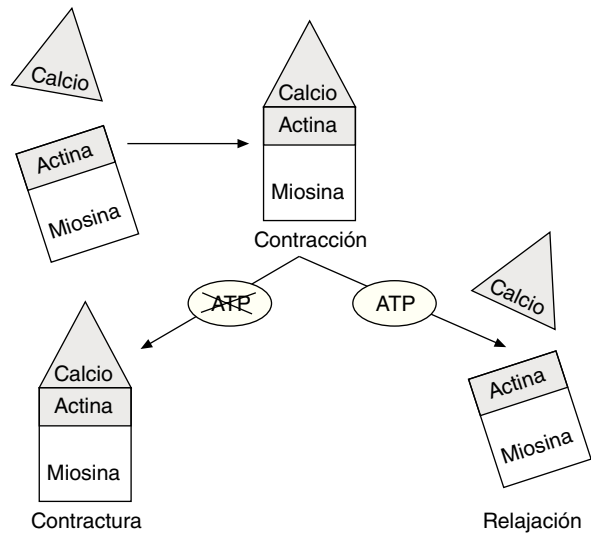 Calcio
Actina
Miosina
Calcio
Actina
Miosina
Contracción
ATP
ATP
Calcio
Actina
Miosina
Contractura
Calcio
Actina
Miosina
Relajación